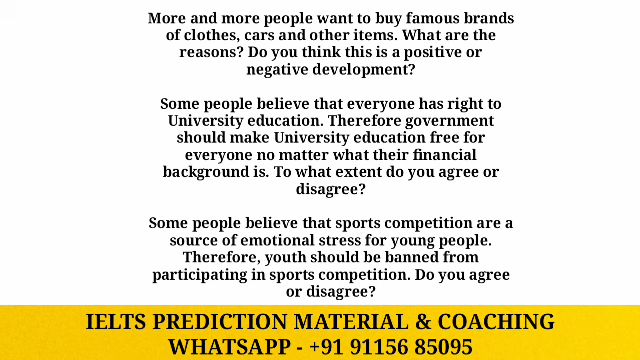 More and more people want to buy famous brands
of clothes, cars and other items. What are the
reasons? Do you think this is a positive or
negative development?
Some people believe that everyone has right to
University education. Therefore government
should make University education free for
everyone no matter what their financial
background is. To what extent do you agree or
disagree?
Some people believe that sports competition are a
source of emotional stress for young people.
Therefore, youth should be banned from
participating in sports competition. Do you agree
or disagree?
IELTS PREDICTION MATERIAL & COACHING
WHATSAPP - +91 91156 85095